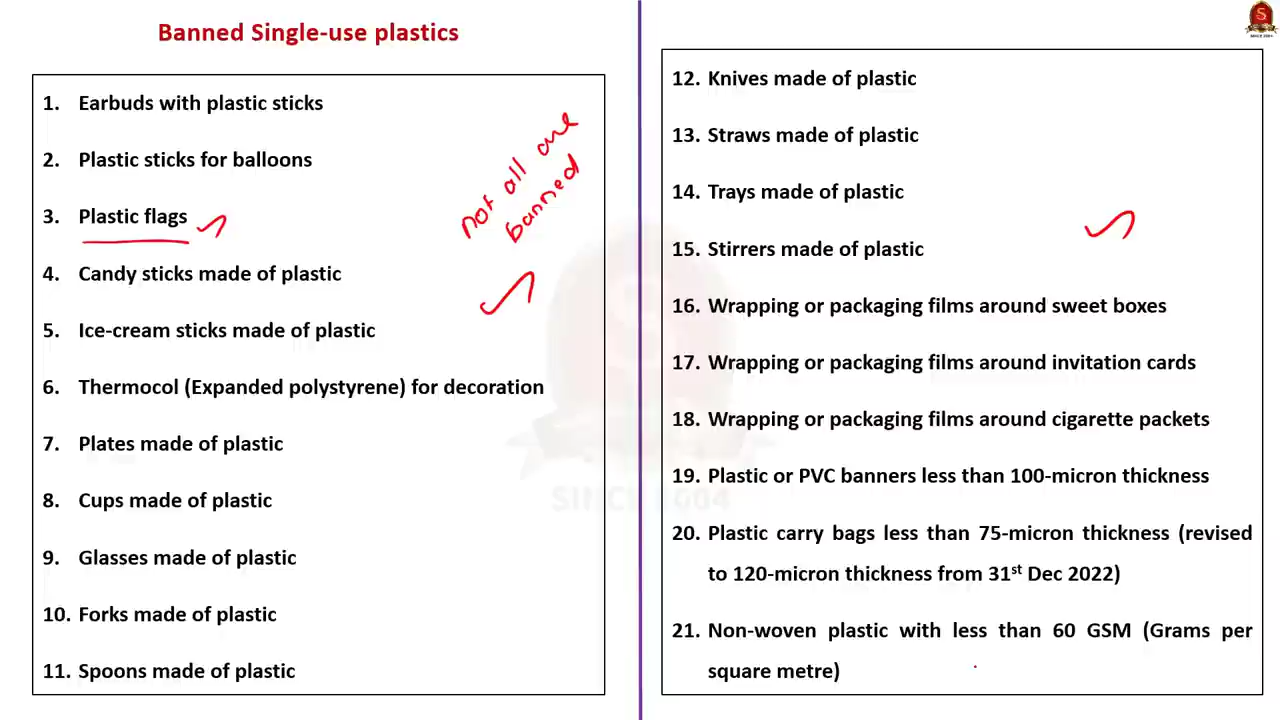 Banned Single-use plastics
1. Earbuds with plastic sticks
2. Plastic sticks for balloons
3. Plastic flags
4. Candy sticks made of plastic
5. Ice-cream sticks made of plastic
6. Thermocol (Expanded polystyrene) for decoration
7. Plates made of plastic
8. Cups made of plastic
9. Glasses made of plastic
10. Forks made of plastic
11. Spoons made of plastic
not all are
banned
12. Knives made of plastic
13. Straws made of plastic
14. Trays made of plastic
15. Stirrers made of plastic
16. Wrapping or packaging films around sweet boxes
17. Wrapping or packaging films around invitation cards
18. Wrapping or packaging films around cigarette packets
19. Plastic or PVC banners less than 100-micron thickness
20. Plastic carry bags less than 75-micron thickness (revised
to 120-micron thickness from 31st Dec 2022)
21. Non-woven plastic with less than 60 GSM (Grams per
square metre)
S
SINCE 2004